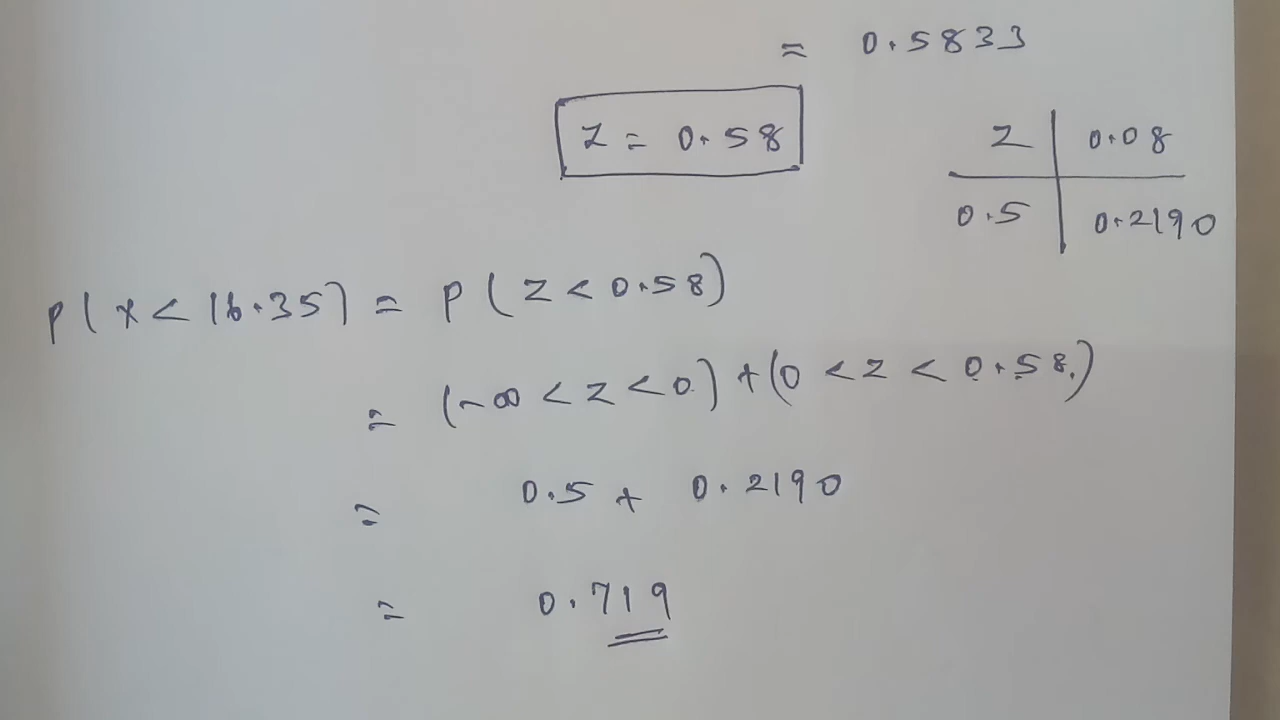 = 0.5833
Z = 0.58
Z | 0.08
0.5 | 0.2190
P(X < 16.35) = P(Z < 0.58)
= (-∞ < Z < 0) + (0 < Z < 0.58)
= 0.5 + 0.2190
= 0.719